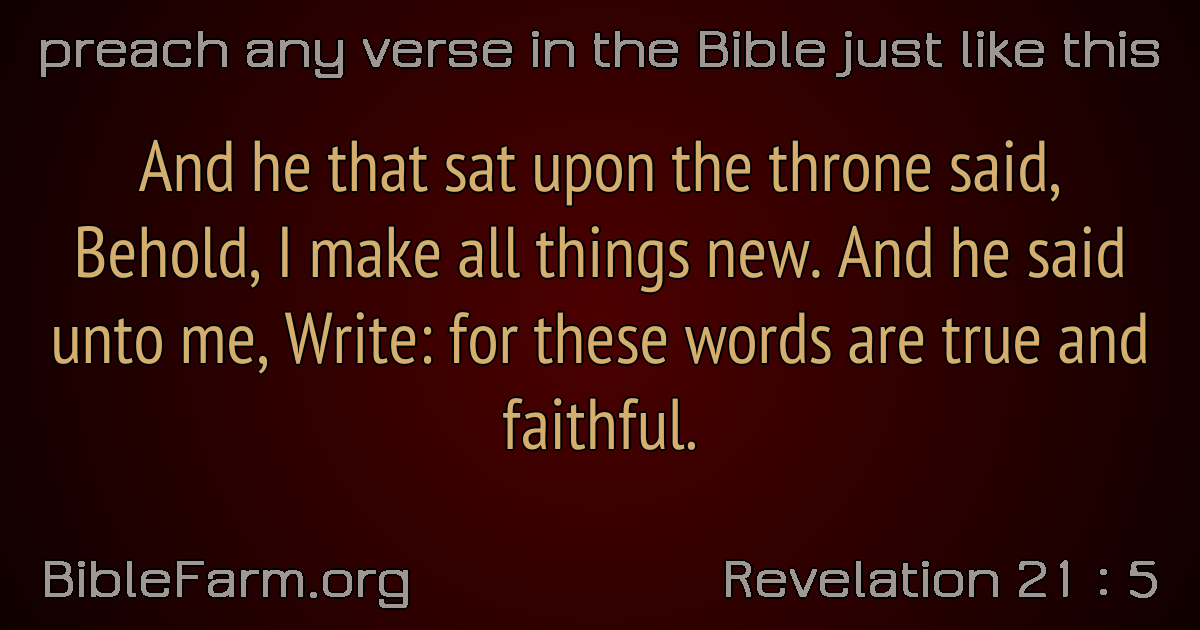 preach any verse in the Bible just like this
And he that sat upon the throne said,
Behold, I make all things new. And he said
unto me, Write: for these words are true and
faithful.
BibleFarm.org
Revelation 21 : 5